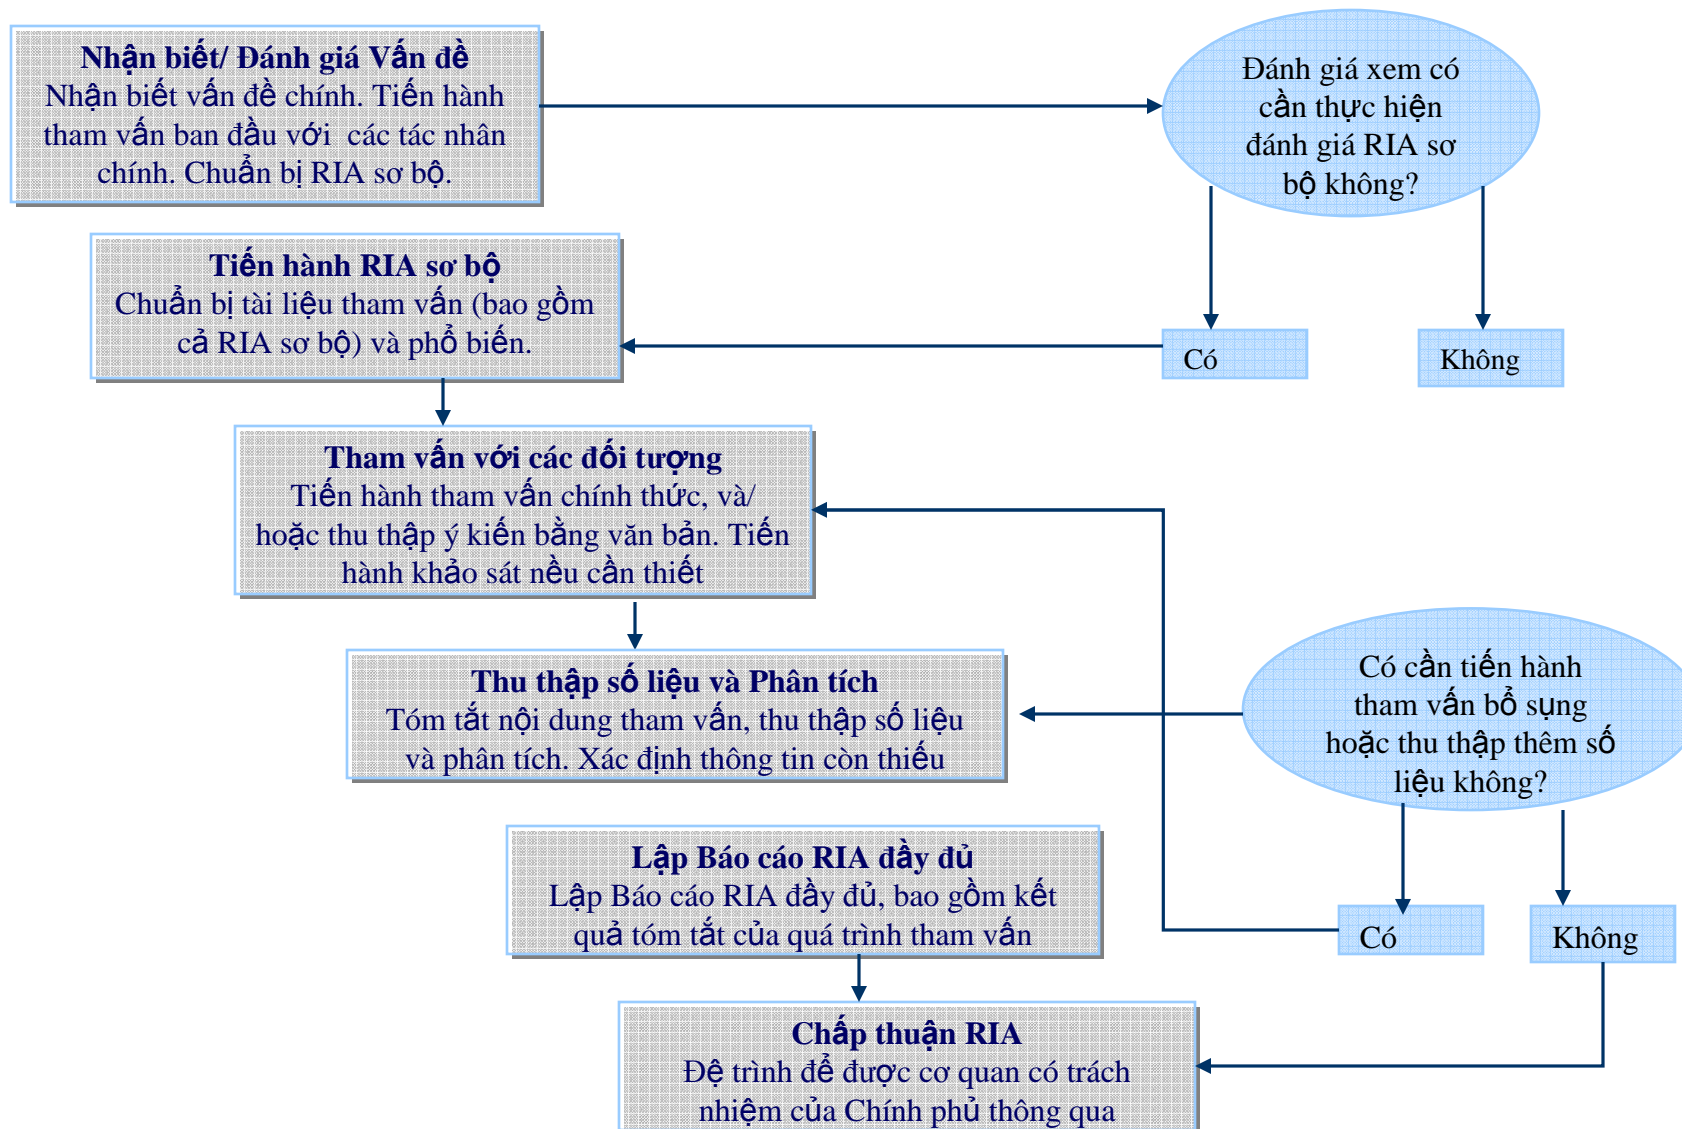 Nhận biết/ Đánh giá Vấn đề
Nhận biết vấn đề chính. Tiến hành
tham vấn ban đầu với các tác nhân
chính. Chuẩn bị RIA sơ bộ.
Đánh giá xem có
cần thực hiện
đánh giá RIA sơ
bộ không?
Tiến hành RIA sơ bộ
Chuẩn bị tài liệu tham vấn (bao gồm
cả RIA sơ bộ) và phổ biến.
Có
Không
Tham vấn với các đối tượng
Tiến hành tham vấn chính thức, và/
hoặc thu thập ý kiến bằng văn bản. Tiến
hành khảo sát nều cần thiết
Thu thập số liệu và Phân tích
Tóm tắt nội dung tham vấn, thu thập số liệu
và phân tích. Xác định thông tin còn thiếu
Có cần tiến hành
tham vấn bổ sụng
hoặc thu thập thêm số
liệu không?
Lập Báo cáo RIA đầy đủ
Lập Báo cáo RIA đầy đủ, bao gồm kết
quả tóm tắt của quá trình tham vấn
Có
Không
Chấp thuận RIA
Đệ trình để được cơ quan có trách
nhiệm của Chính phủ thông qua